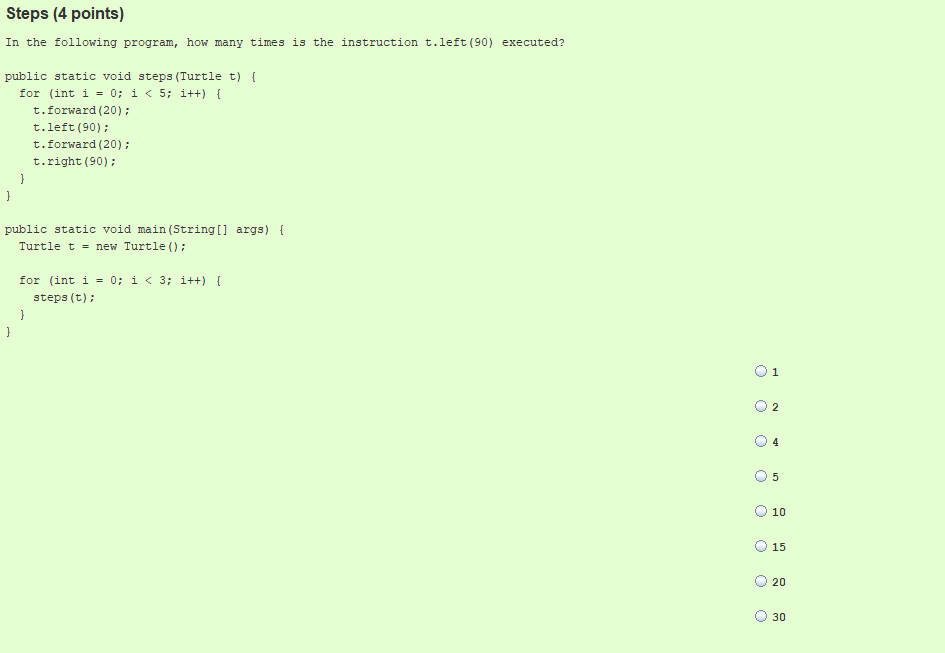 Steps (4 points)
In the following program, how many times is the instruction t.left(90) executed?
public static void steps(Turtle t) {
  for (int i = 0; i < 5; i++) {
    t.forward(20);
    t.left(90);
    t.forward(20);
    t.right(90);
  }
}
public static void main(String[] args) {
  Turtle t = new Turtle();
  for (int i = 0; i < 3; i++) {
    steps(t);
  }
}
1
2
4
5
10
15
20
30